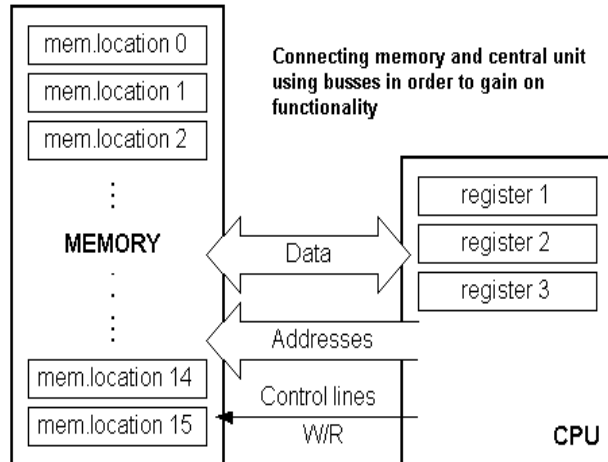 mem.location 0
mem.location 1
mem.location 2
MEMORY
mem.location 14
mem.location 15
Connecting memory and central unit
using busses in order to gain on
functionality
Data
Addresses
Control lines
W/R
register 1
register 2
register 3
CPU